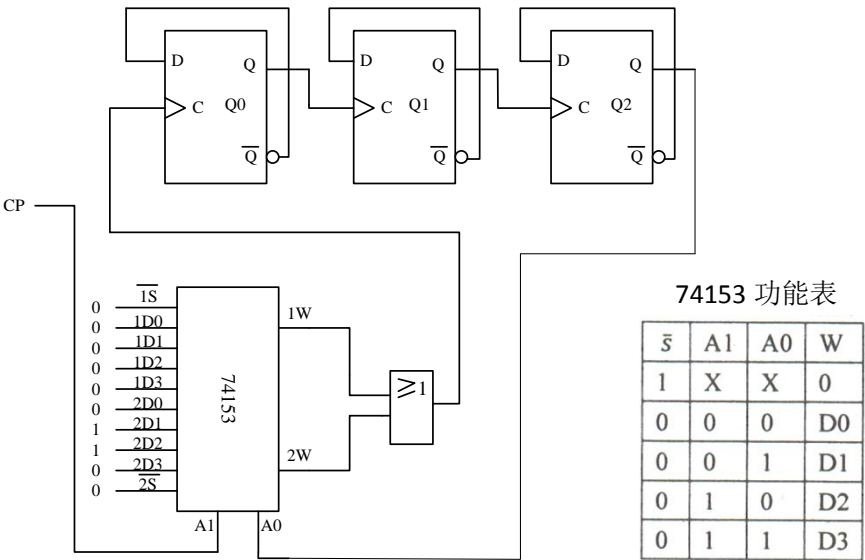 D Q C Q0 Q̅
D Q C Q1 Q̅
D Q C Q2 Q̅
CP
0 1S̅
0 1D0
0 1D1
0 1D2
0 1D3
0 2D0
1 2D1
1 2D2
0 2D3
0 2S̅
74153
1W
2W
≥1
A1 A0
74153 功能表
s̅ A1 A0 W
1 X X 0
0 0 0 D0
0 0 1 D1
0 1 0 D2
0 1 1 D3